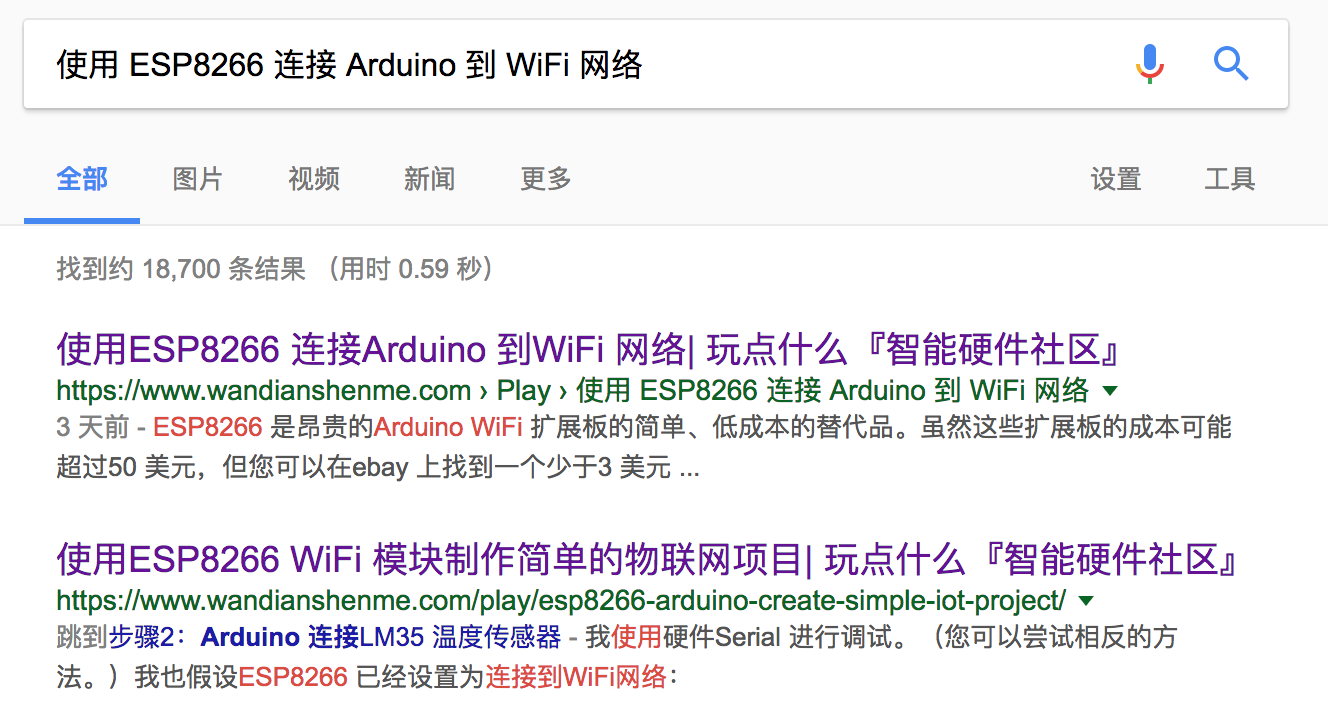 使用 ESP8266 连接 Arduino 到 WiFi 网络
全部 图片 视频 新闻 更多 设置 工具
找到约 18,700 条结果 （用时 0.59 秒）
使用ESP8266 连接Arduino 到WiFi 网络| 玩点什么『智能硬件社区』
https://www.wandianshenme.com › Play › 使用 ESP8266 连接 Arduino 到 WiFi 网络
3 天前 - ESP8266 是昂贵的Arduino WiFi 扩展板的简单、低成本的替代品。虽然这些扩展板的成本可能
超过50 美元，但您可以在ebay 上找到一个少于3 美元 ...
使用ESP8266 WiFi 模块制作简单的物联网项目| 玩点什么『智能硬件社区』
https://www.wandianshenme.com/play/esp8266-arduino-create-simple-iot-project/
跳到步骤2：Arduino 连接LM35 温度传感器 - 我使用硬件Serial 进行调试。（您可以尝试相反的方
法。）我也假设ESP8266 已经设置为连接到WiFi网络：